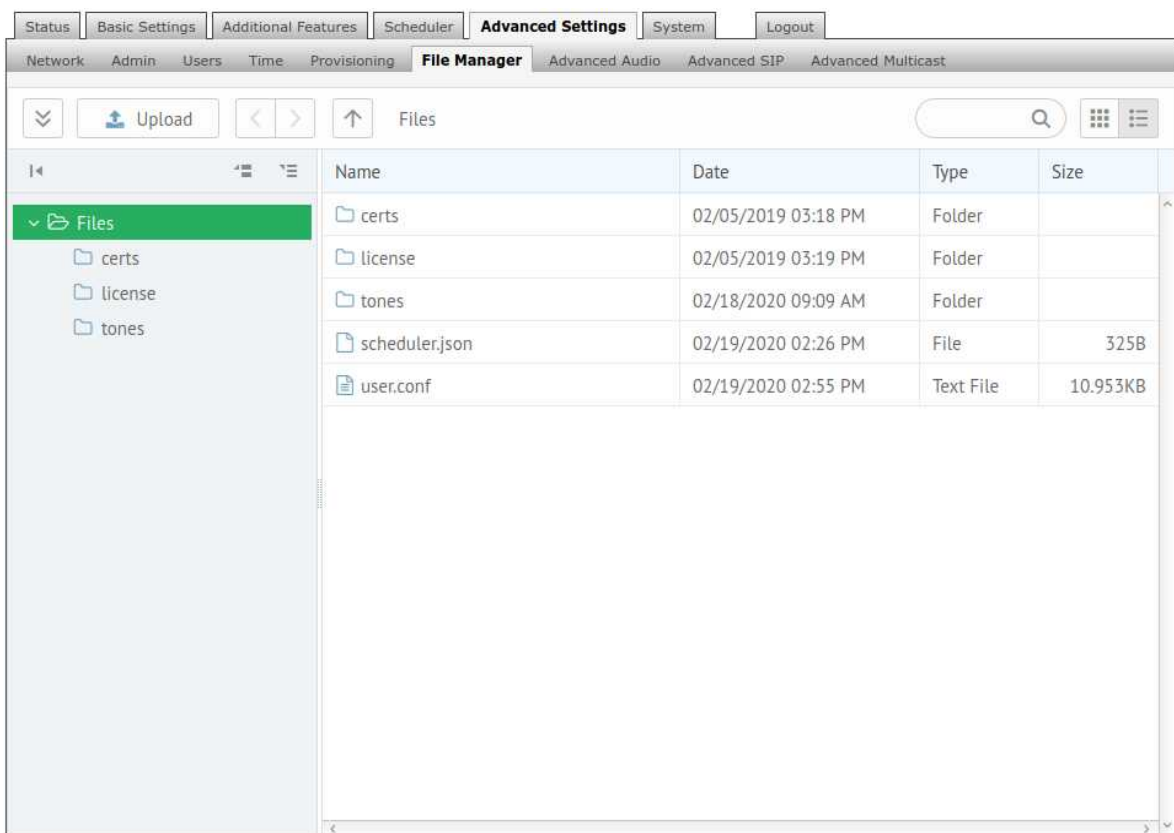 Status Basic Settings Additional Features Scheduler Advanced Settings System Logout
Network Admin Users Time Provisioning File Manager Advanced Audio Advanced SIP Advanced Multicast
Upload Files
Name Date Type Size
Files
certs
license
tones
certs 02/05/2019 03:18 PM Folder
license 02/05/2019 03:19 PM Folder
tones 02/18/2020 09:09 AM Folder
scheduler.json 02/19/2020 02:26 PM File 325B
user.conf 02/19/2020 02:55 PM Text File 10.953KB